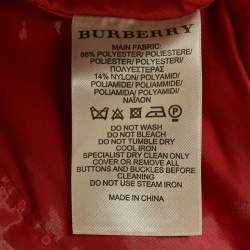 BURBERRY
MAIN FABRIC:
86% POLYESTER/ POLIESTERE/
POLYESTER/ POLIÉSTER/
ΠΟΛΥΕΣΤΕΡΑΣ
14% NYLON/ POLYAMID/
POLIAMMIDE/ POLYAMIDE/
POLIAMIDA/ POLYAMID/
ΝΑΪΛΟΝ
DO NOT WASH
DO NOT BLEACH
DO NOT TUMBLE DRY
COOL IRON
SPECIALIST DRY CLEAN ONLY
COVER OR REMOVE ALL
BUTTONS AND BUCKLES BEFORE
CLEANING
DO NOT USE STEAM IRON
MADE IN CHINA